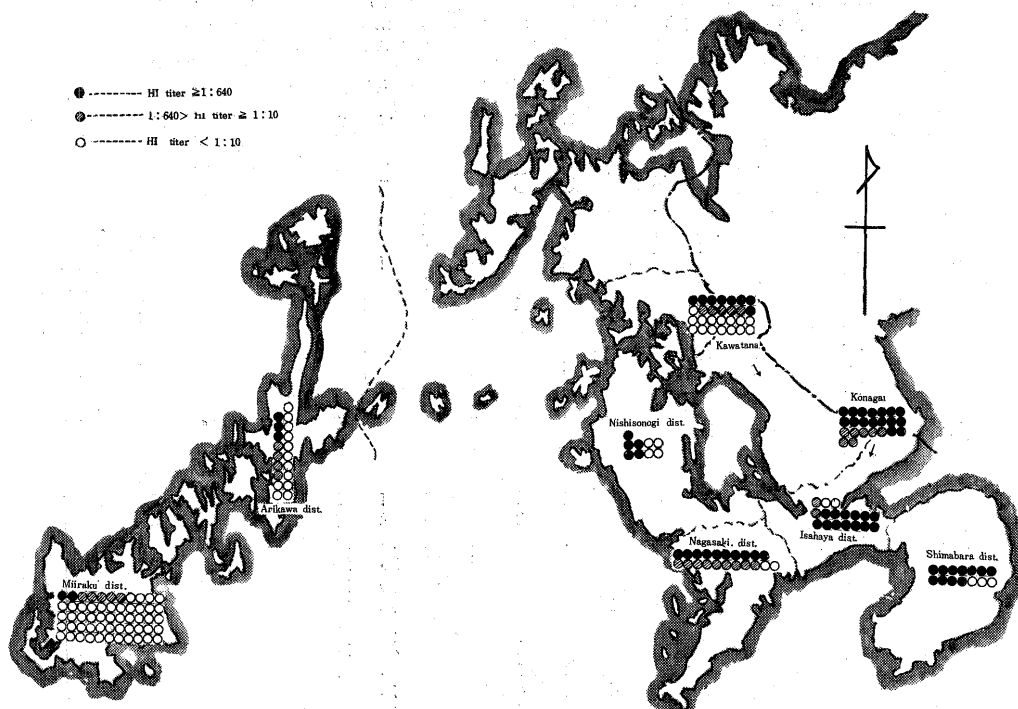 HI titer ≧1:640
1:640> HI titer ≧ 1:10
HI titer < 1:10
Kawatana
Kōnagai
Nishisonogi dist.
Arikawa dist.
Isahaya dist.
Nagasaki. dist.
Shimabara dist.
Miiraku dist.